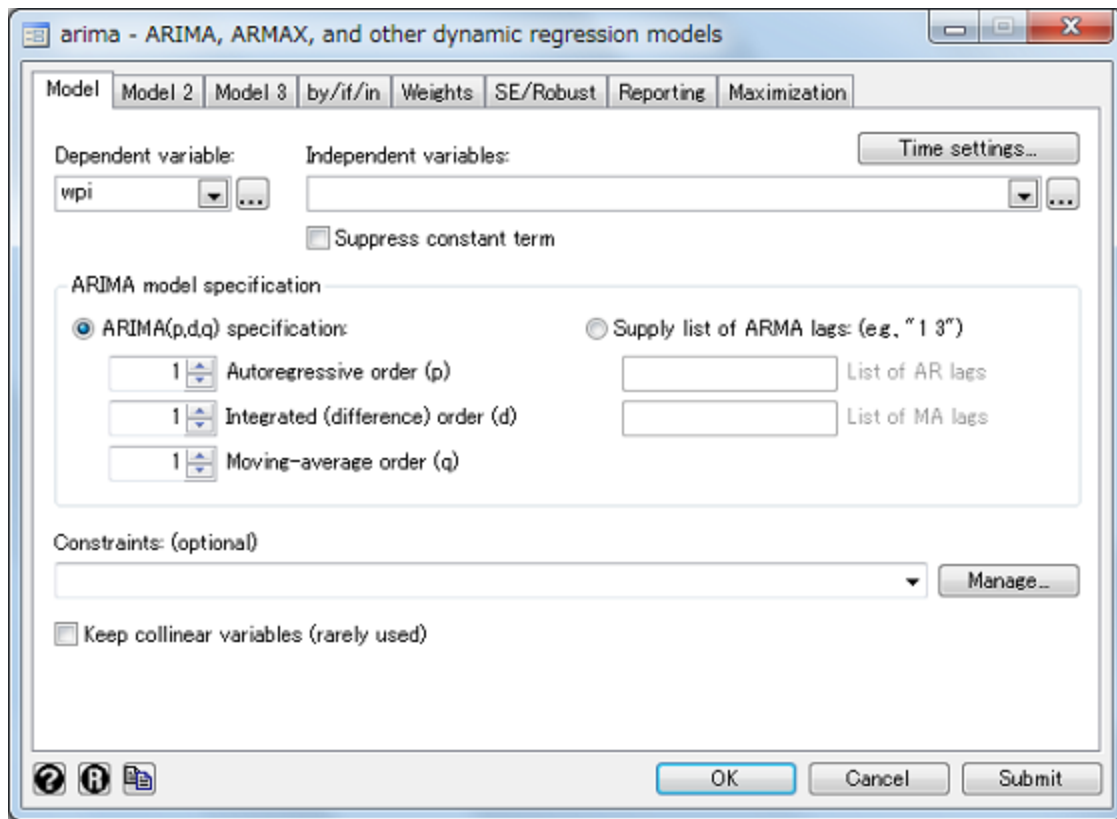 arima - ARIMA, ARMAX, and other dynamic regression models
Model Model 2 Model 3 by/if/in Weights SE/Robust Reporting Maximization
Dependent variable: Independent variables: Time settings...
wpi ... ...
Suppress constant term
ARIMA model specification
ARIMA(p,d,q) specification: Supply list of ARMA lags: (e.g., "1 3")
1 Autoregressive order (p) List of AR lags
1 Integrated (difference) order (d) List of MA lags
1 Moving-average order (q)
Constraints: (optional)
Manage...
Keep collinear variables (rarely used)
? R OK Cancel Submit